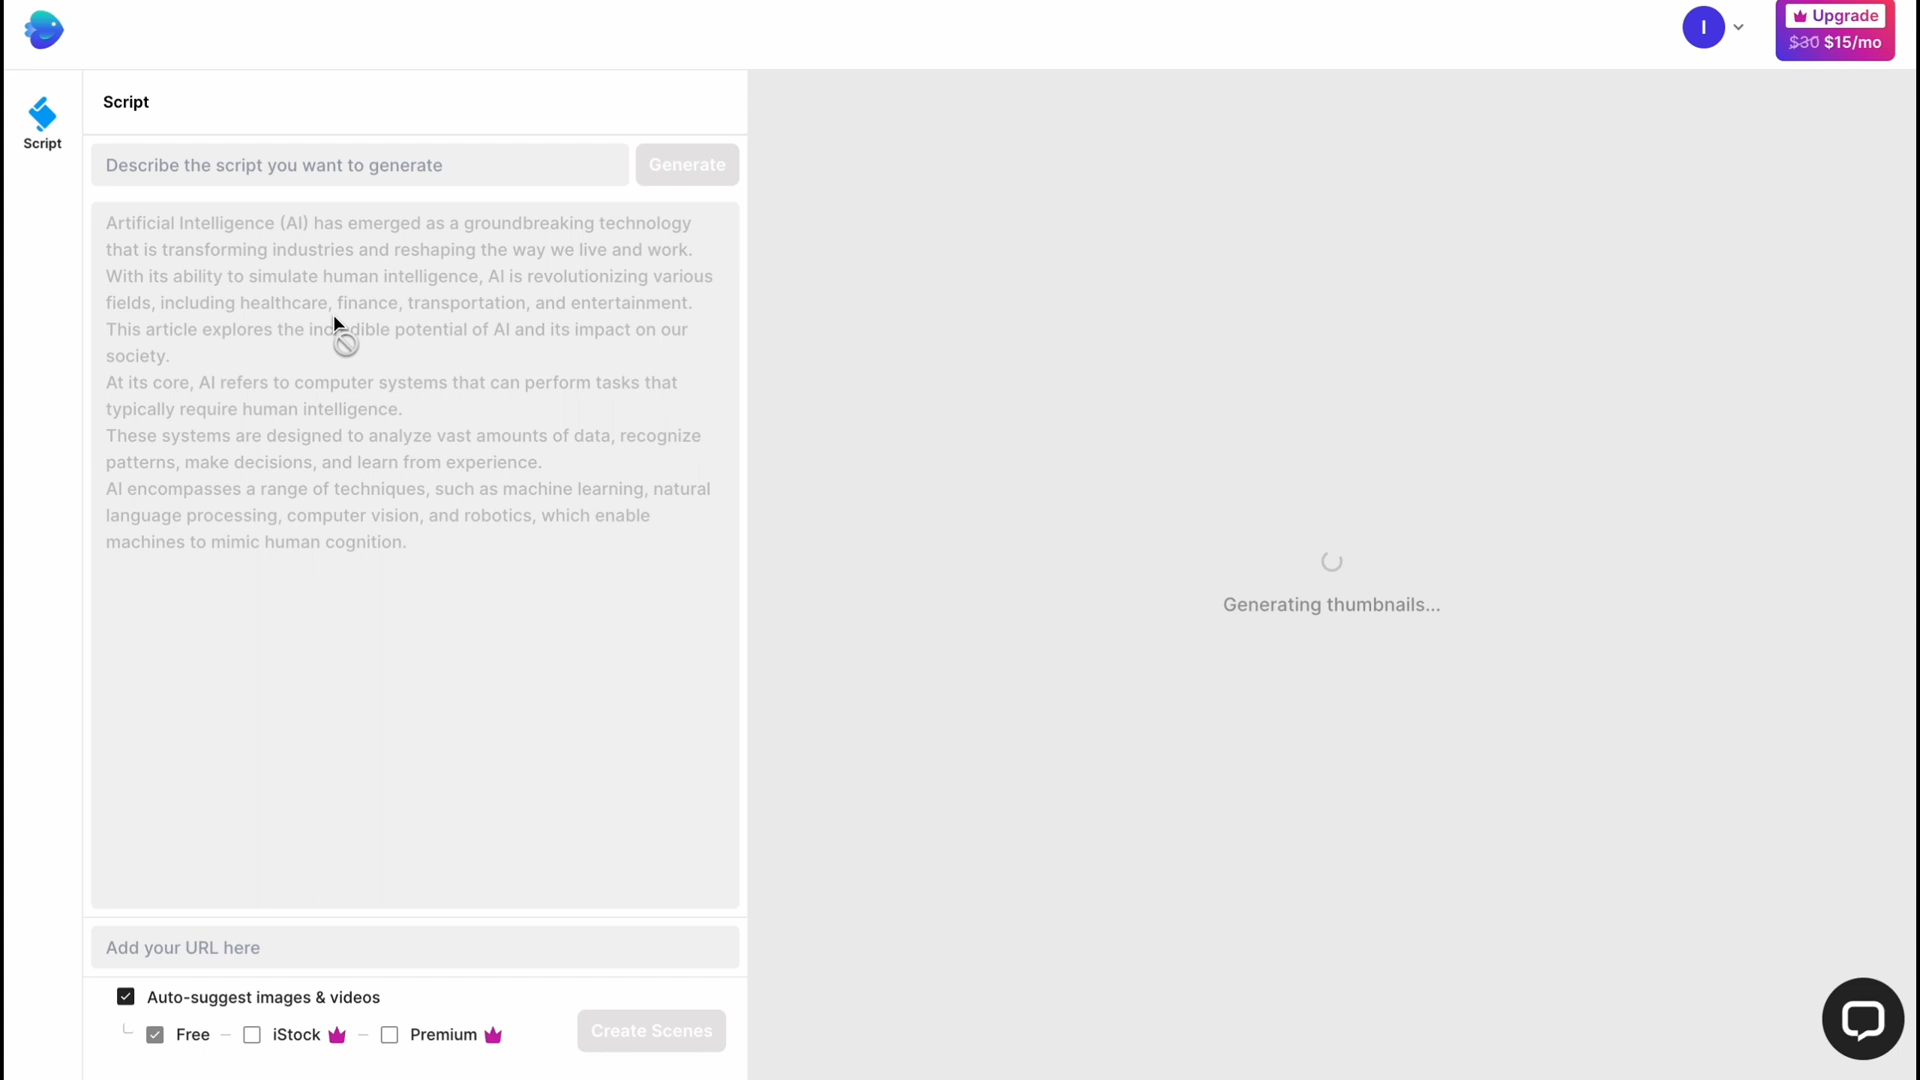 I
Upgrade
$30 $15/mo
Script
Script
Describe the script you want to generate
Generate
Artificial Intelligence (AI) has emerged as a groundbreaking technology
that is transforming industries and reshaping the way we live and work.
With its ability to simulate human intelligence, AI is revolutionizing various
fields, including healthcare, finance, transportation, and entertainment.
This article explores the incredible potential of AI and its impact on our
society.
At its core, AI refers to computer systems that can perform tasks that
typically require human intelligence.
These systems are designed to analyze vast amounts of data, recognize
patterns, make decisions, and learn from experience.
AI encompasses a range of techniques, such as machine learning, natural
language processing, computer vision, and robotics, which enable
machines to mimic human cognition.
Generating thumbnails...
Add your URL here
Auto-suggest images & videos
Free iStock Premium
Create Scenes